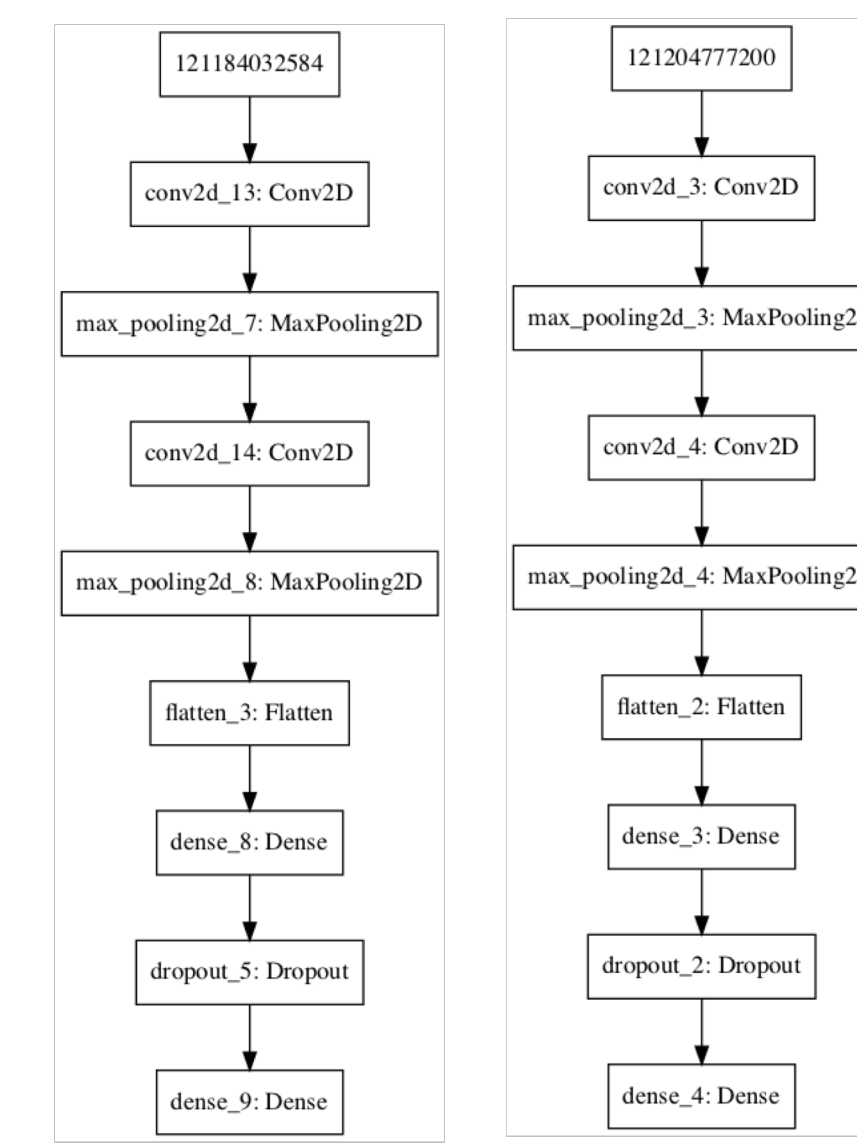 121184032584
conv2d_13: Conv2D
max_pooling2d_7: MaxPooling2D
conv2d_14: Conv2D
max_pooling2d_8: MaxPooling2D
flatten_3: Flatten
dense_8: Dense
dropout_5: Dropout
dense_9: Dense
121204777200
conv2d_3: Conv2D
max_pooling2d_3: MaxPooling2
conv2d_4: Conv2D
max_pooling2d_4: MaxPooling2
flatten_2: Flatten
dense_3: Dense
dropout_2: Dropout
dense_4: Dense